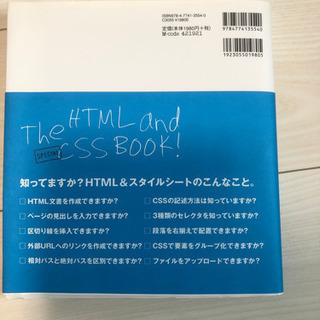 ISBN978-4-7741-3554-0
C3055 ¥1980E
定価(本体1980円+税)
M-code 421921
9784774135540
1923055019805
The HTML and
SPECIAL
CSS BOOK!
知ってますか?HTML&スタイルシートのこんなこと。
□ HTML文書を作成できますか?
□ ページの見出しを入力できますか?
□ 区切り線を挿入できますか?
□ 外部URLへのリンクを作成できますか?
□ 相対パスと絶対パスを区別できますか?
□ CSSの記述方法は知っていますか?
□ 3種類のセレクタを知っていますか?
□ 段落を右揃えで配置できますか?
□ CSSで要素をグループ化できますか?
□ ファイルをアップロードできますか?